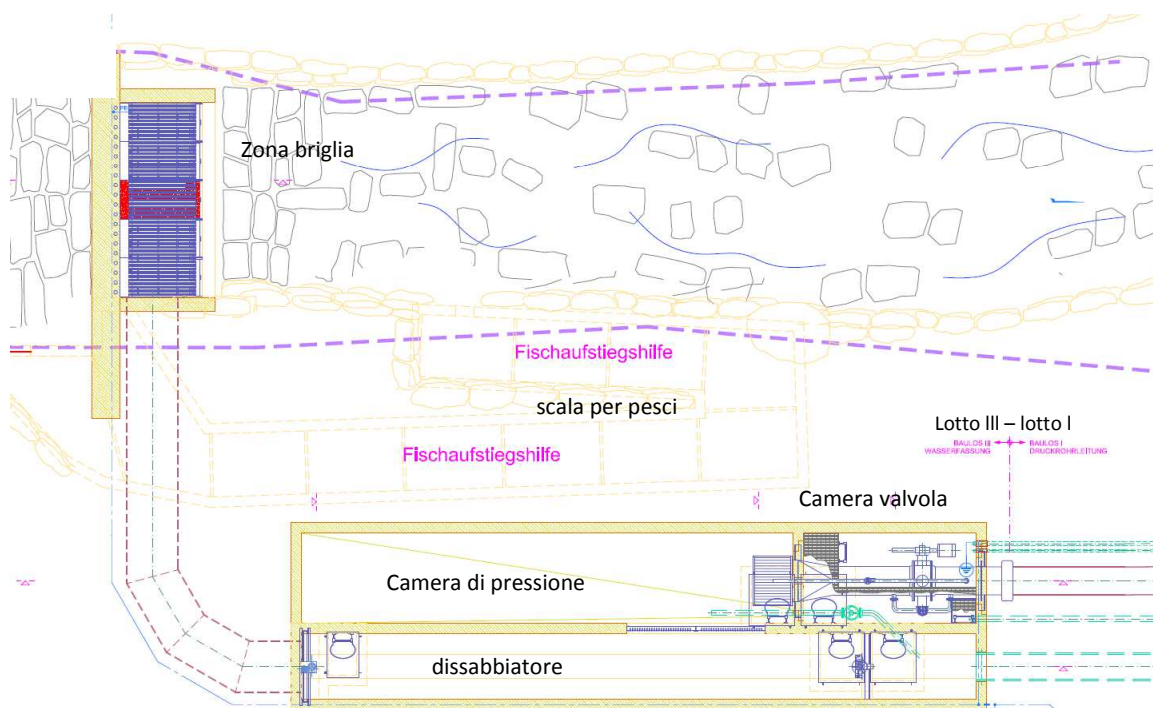 Zona briglia
Fischaufstiegshilfe
scala per pesci
Fischaufstiegshilfe
Lotto III – lotto I
BAULOS III
WASSERFASSUNG
BAULOS I
DRUCKROHRLEITUNG
Camera valvola
Camera di pressione
dissabbiatore